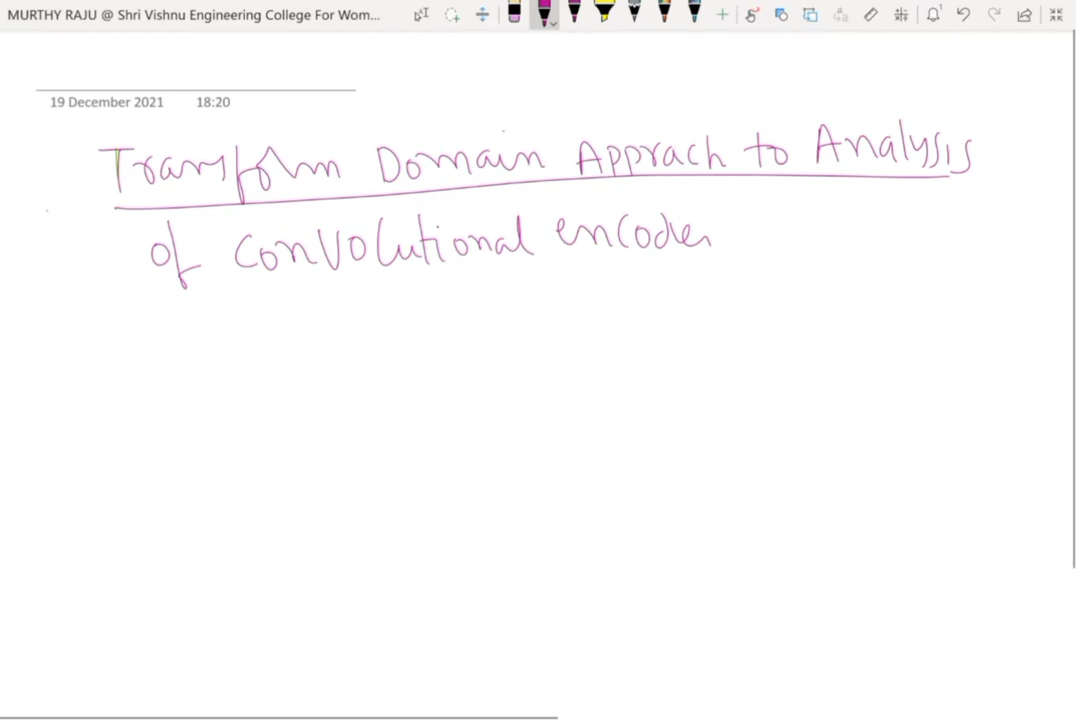 MURTHY RAJU @ Shri Vishnu Engineering College For Wom...
19 December 2021 18:20
Transform Domain Apprach to Analysis
of convolutional encoder